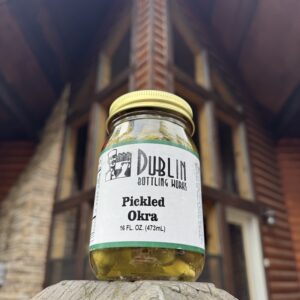 DUBLIN
BOTTLING WORKS
Pickled
Okra
16 FL. OZ. (473mL)